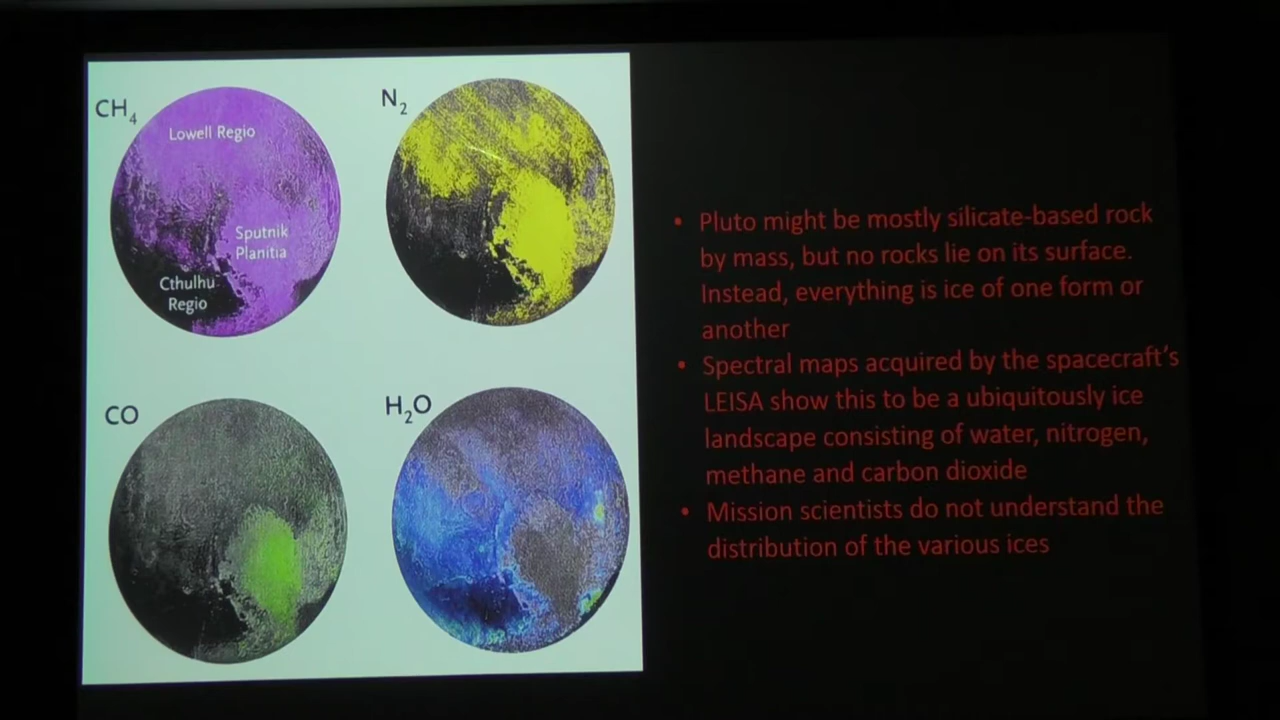 CH4
Lowell Regio
Sputnik
Planitia
Cthulhu
Regio
N2
CO
H2O
• Pluto might be mostly silicate-based rock
by mass, but no rocks lie on its surface.
Instead, everything is ice of one form or
another
• Spectral maps acquired by the spacecraft's
LEISA show this to be a ubiquitously ice
landscape consisting of water, nitrogen,
methane and carbon dioxide
• Mission scientists do not understand the
distribution of the various ices